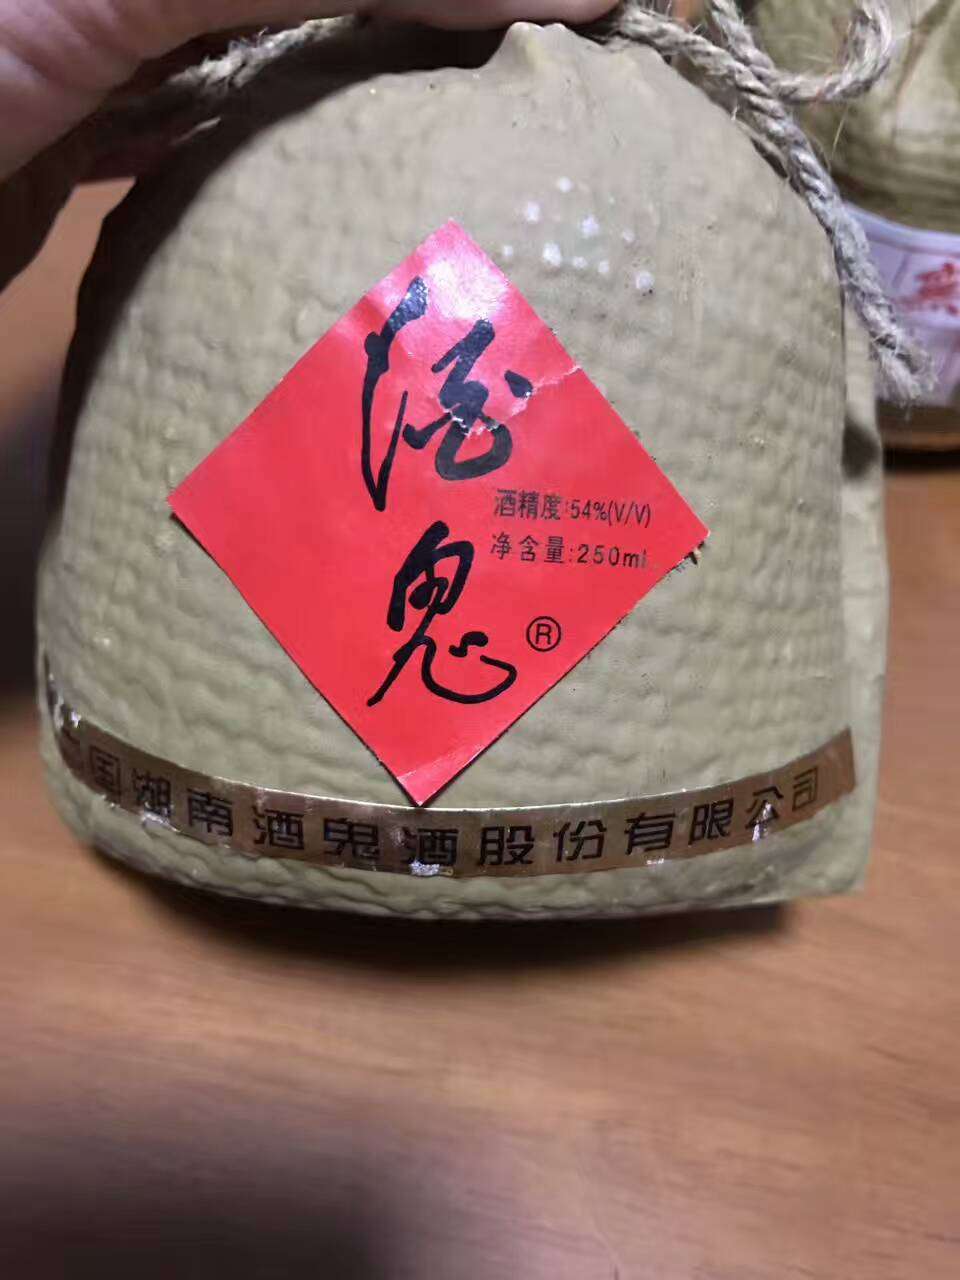 酒
鬼
®
酒精度:54%(V/V)
净含量:250ml
中国湖南酒鬼酒股份有限公司